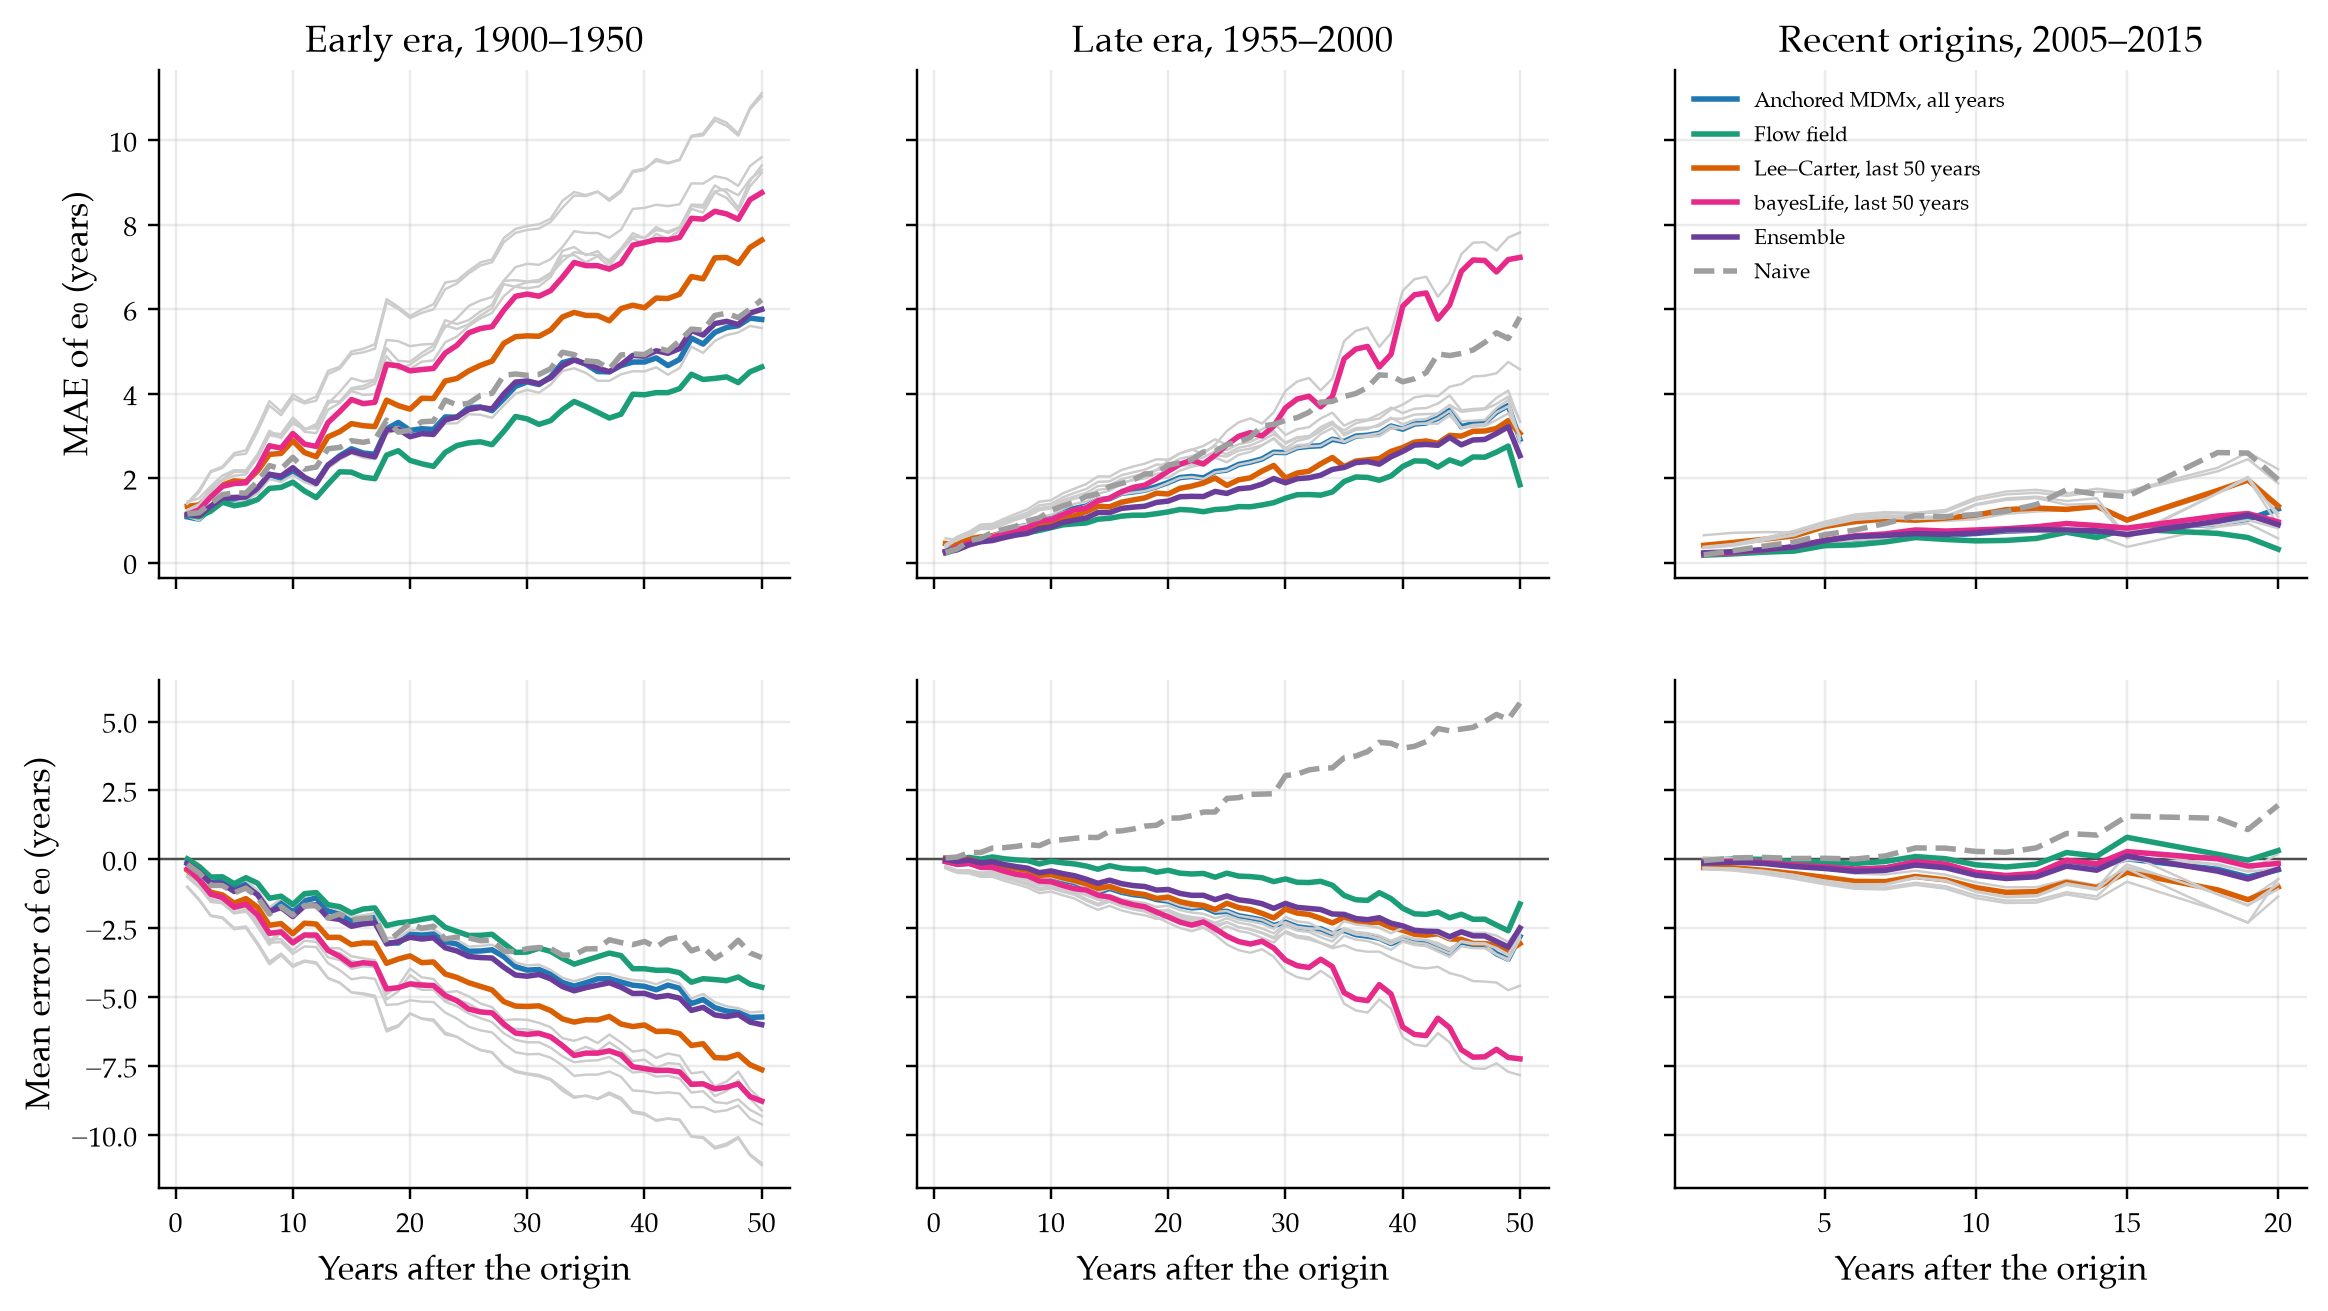 Early era, 1900–1950
Late era, 1955–2000
Recent origins, 2005–2015
MAE of e₀ (years)
10
8
6
4
2
0
Anchored MDMx, all years
Flow field
Lee–Carter, last 50 years
bayesLife, last 50 years
Ensemble
Naive
Mean error of e₀ (years)
5.0
2.5
0.0
−2.5
−5.0
−7.5
−10.0
0 10 20 30 40 50
0 10 20 30 40 50
5 10 15 20
Years after the origin
Years after the origin
Years after the origin